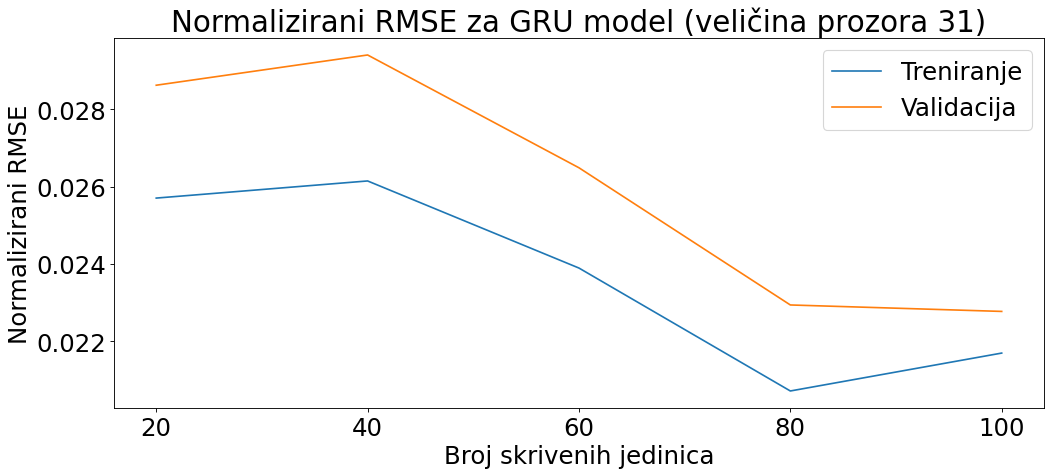 Normalizirani RMSE za GRU model (veličina prozora 31)
Treniranje
Validacija
Normalizirani RMSE
0.028
0.026
0.024
0.022
20 40 60 80 100
Broj skrivenih jedinica